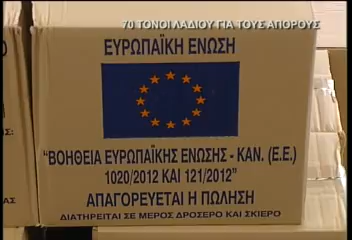 70 ΤΟΝΟΙ ΛΑΔΙΟΥ ΓΙΑ ΤΟΥΣ ΑΠΟΡΟΥΣ
ΕΥΡΩΠΑΪΚΗ ΕΝΩΣΗ
"ΒΟΗΘΕΙΑ ΕΥΡΩΠΑΪΚΗΣ ΕΝΩΣΗΣ - ΚΑΝ. (Ε.Ε.)
1020/2012 ΚΑΙ 121/2012"
ΑΠΑΓΟΡΕΥΕΤΑΙ Η ΠΩΛΗΣΗ
ΔΙΑΤΗΡΕΙΤΑΙ ΣΕ ΜΕΡΟΣ ΔΡΟΣΕΡΟ ΚΑΙ ΣΚΙΕΡΟ